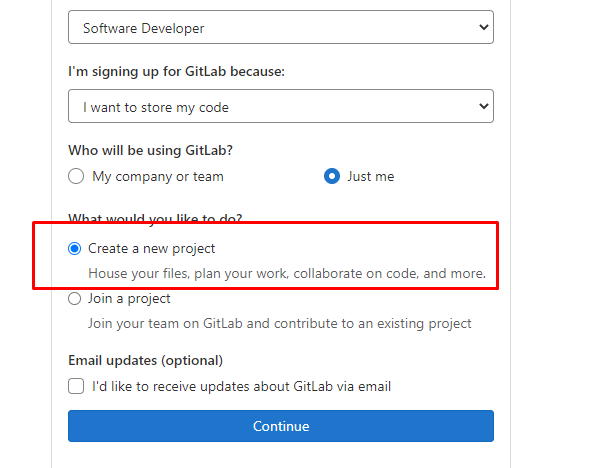 Software Developer
I'm signing up for GitLab because:
I want to store my code
Who will be using GitLab?
My company or team
Just me
What would you like to do?
Create a new project
House your files, plan your work, collaborate on code, and more.
Join a project
Join your team on GitLab and contribute to an existing project
Email updates (optional)
I'd like to receive updates about GitLab via email
Continue